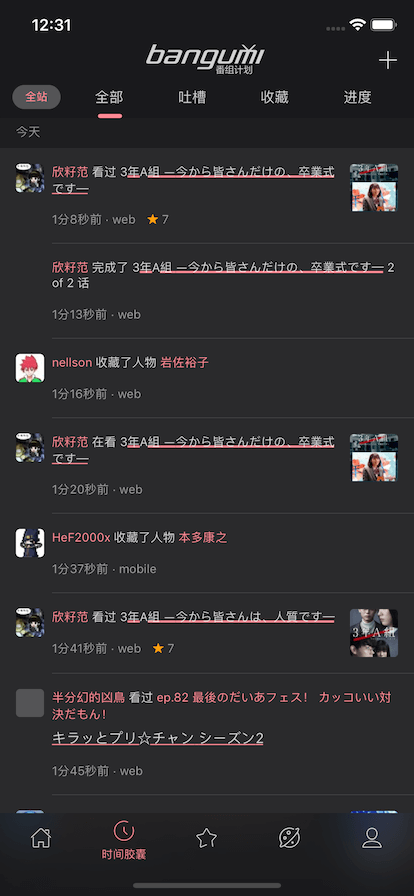 12:31
bangumi
番组计划
全站 全部 吐槽 收藏 进度
今天
欣籽范 看过 3年A組 ―今から皆さんだけの、卒業式
です―
1分8秒前 · web 7
欣籽范 完成了 3年A組 ―今から皆さんだけの、卒業式です― 2
of 2 话
1分13秒前 · web
nellson 收藏了人物 岩佐裕子
1分16秒前 · web
欣籽范 在看 3年A組 ―今から皆さんだけの、卒業式
です―
1分20秒前 · web
HeF2000x 收藏了人物 本多康之
1分37秒前 · mobile
欣籽范 看过 3年A組 ―今から皆さんは、人質です―
3年A組
1分41秒前 · web 7
半分幻的凶鳥 看过 ep.82 最後のだいあフェス! カッコいい対
決だもん!
キラッとプリ☆チャン シーズン2
1分45秒前 · web
时间胶囊